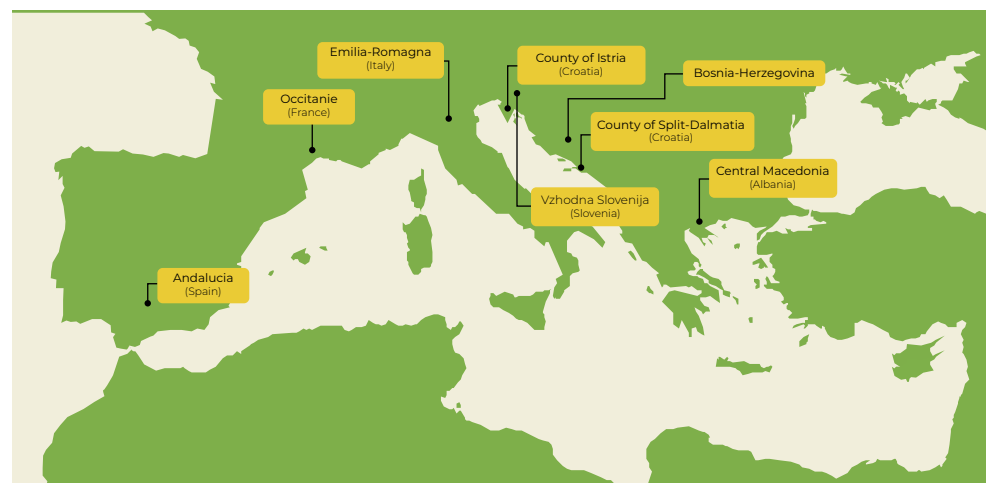 Emilia-Romagna
(Italy)
County of Istria
(Croatia)
Bosnia-Herzegovina
Occitanie
(France)
County of Split-Dalmatia
(Croatia)
Central Macedonia
(Albania)
Vzhodna Slovenija
(Slovenia)
Andalucia
(Spain)